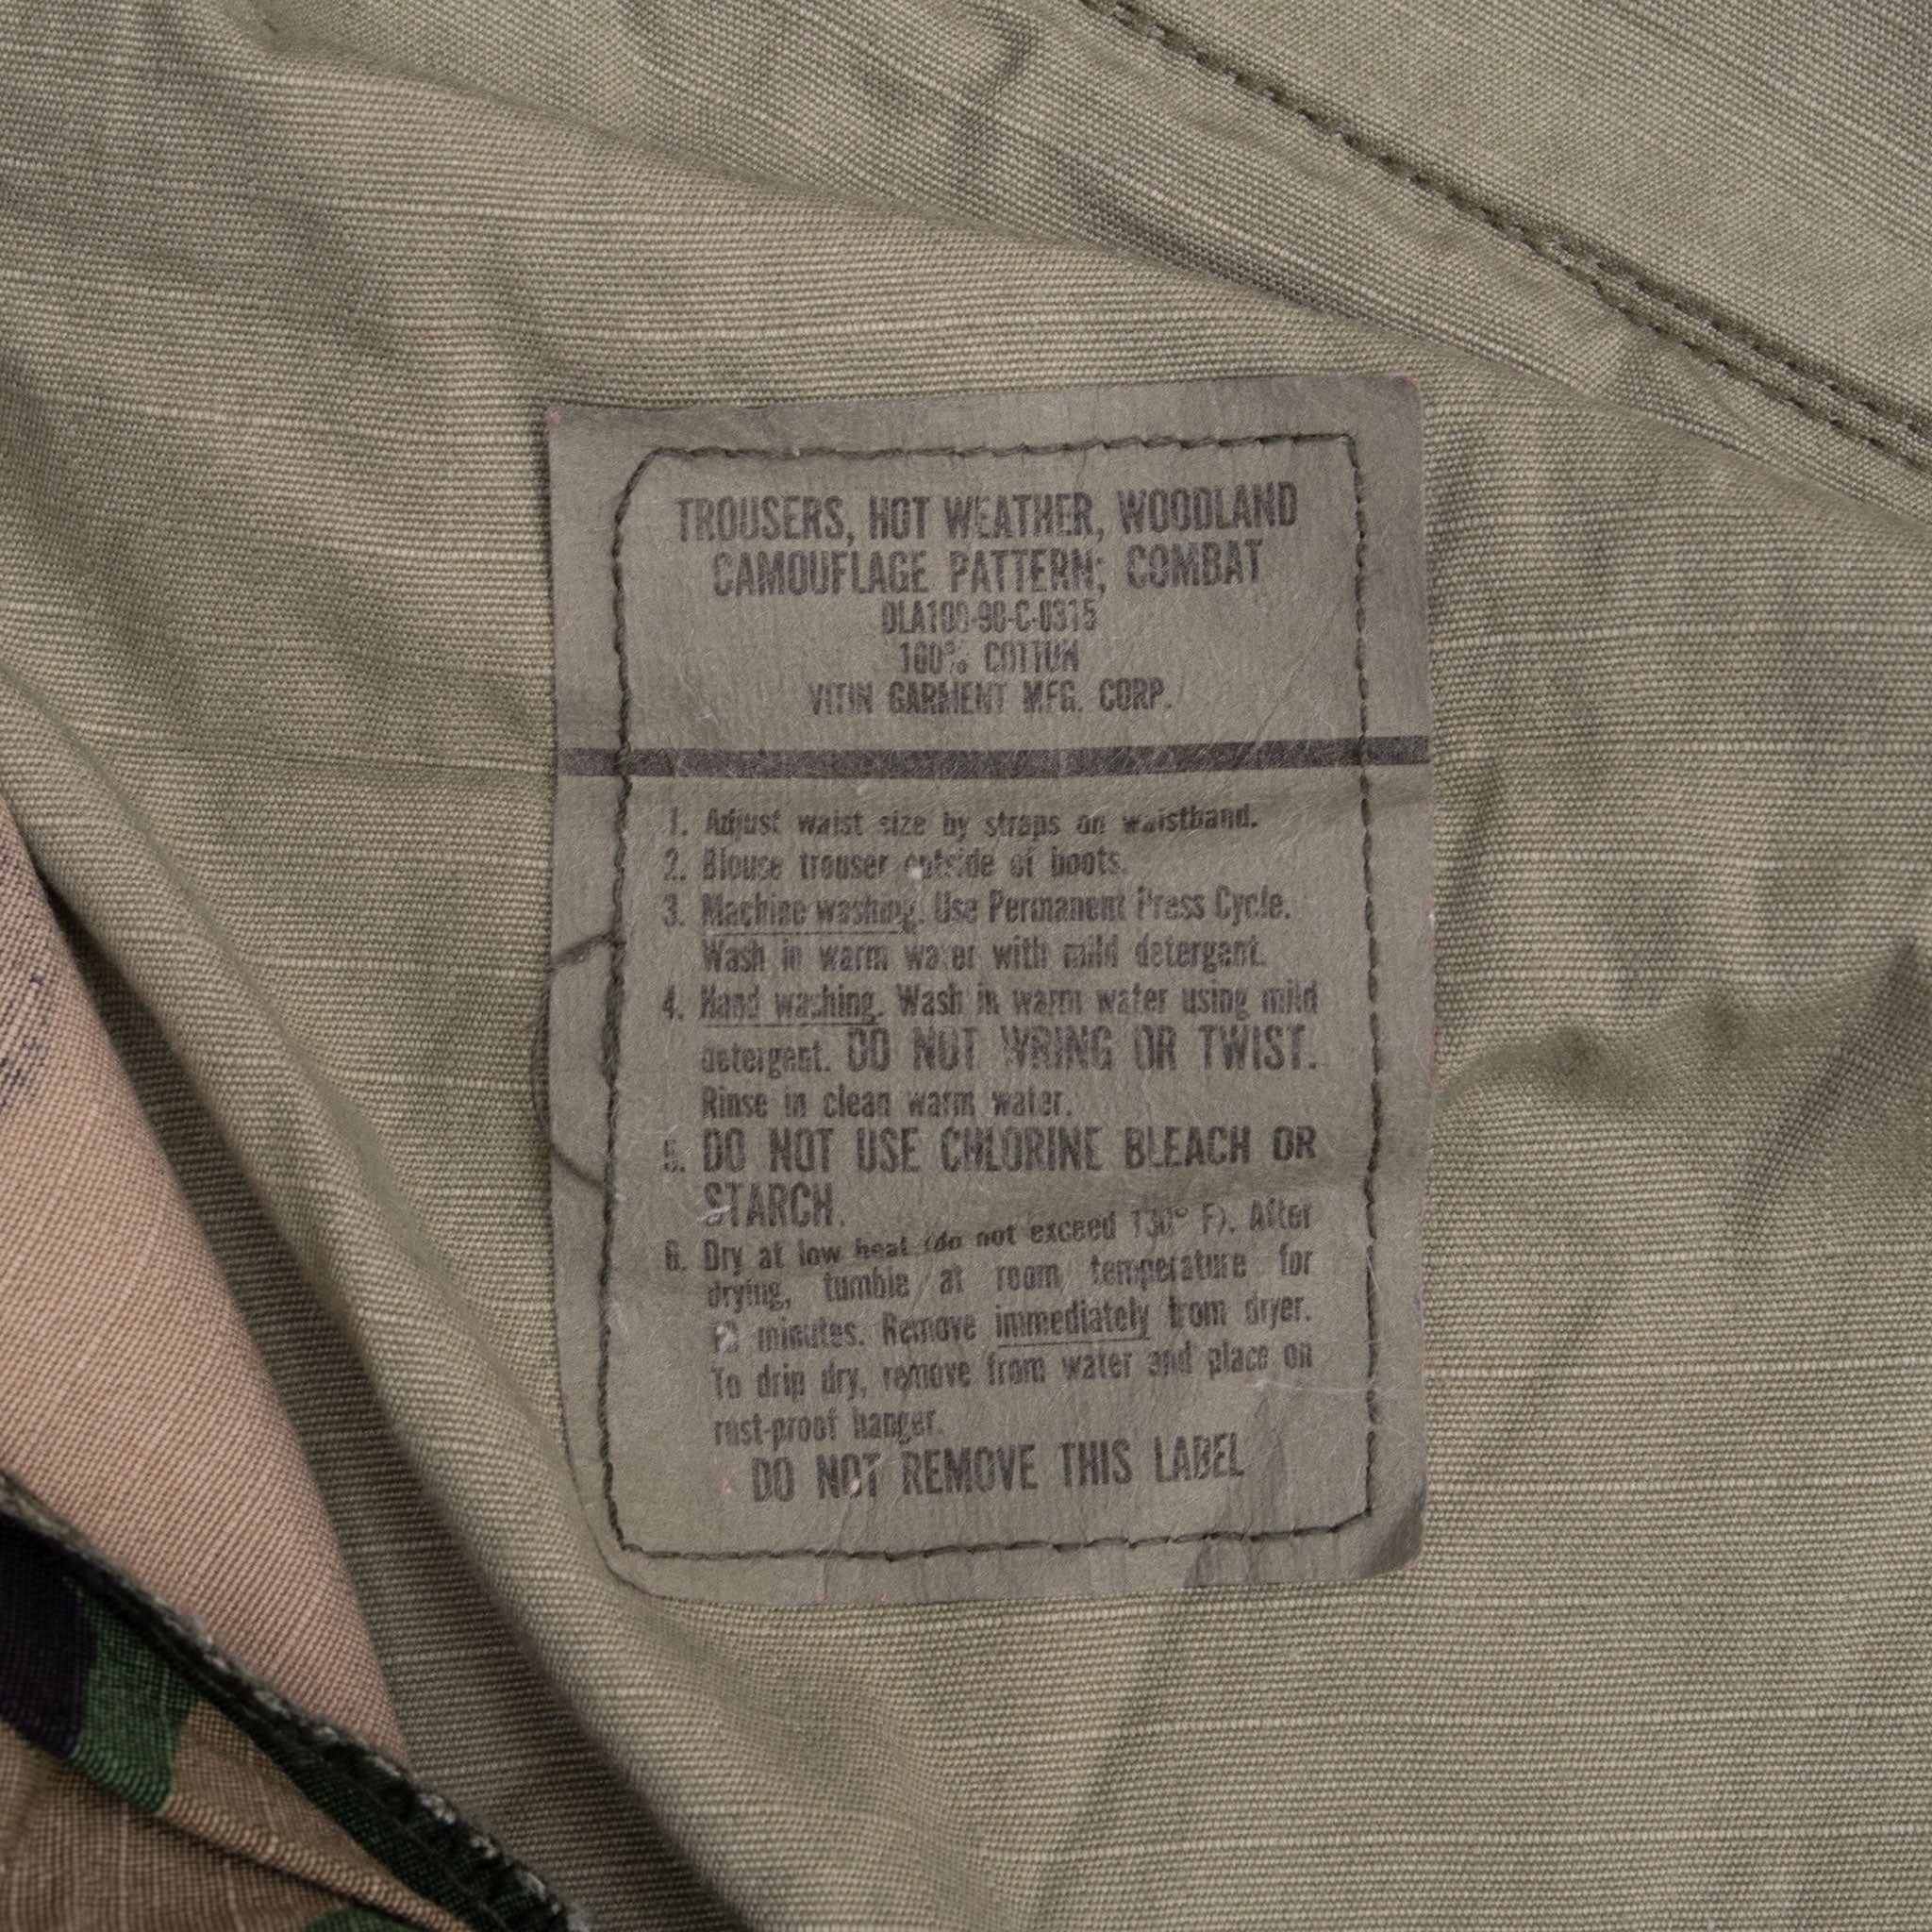 TROUSERS, HOT WEATHER, WOODLAND
CAMOUFLAGE PATTERN; COMBAT
DLA100-90-C-0315
100% COTTON
VITIN GARMENT MFG. CORP.
1. Adjust waist size by straps on waistband.
2. Blouse trouser outside of boots.
3. Machine washing. Use Permanent Press Cycle.
Wash in warm water with mild detergent.
4. Hand washing. Wash in warm water using mild
detergent. DO NOT WRING OR TWIST.
Rinse in clean warm water.
5. DO NOT USE CHLORINE BLEACH OR
STARCH.
6. Dry at low heat (do not exceed 130° F). After
drying, tumble at room temperature for
minutes. Remove immediately from dryer.
To drip dry, remove from water and place on
rust-proof hanger.
DO NOT REMOVE THIS LABEL